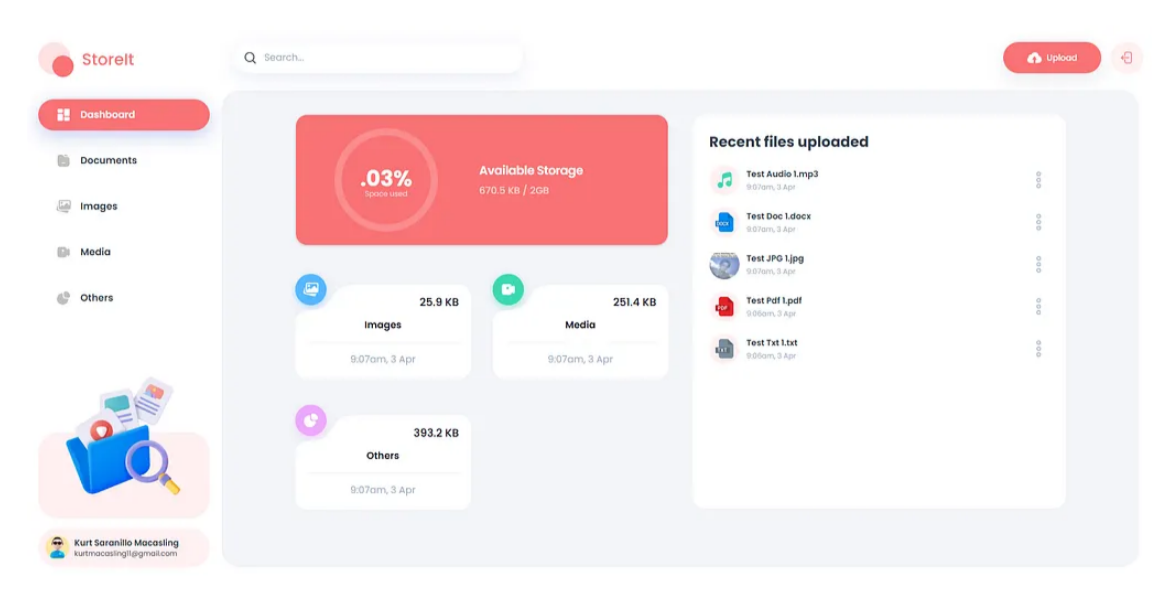 StoreIt
Search...
Upload
Dashboard
Documents
Images
Media
Others
Kurt Saranillo Macasling
kurtmacasling11@gmail.com
.03%
Space used
Available Storage
670.5 KB / 2GB
25.9 KB
Images
9:07am, 3 Apr
251.4 KB
Media
9:07am, 3 Apr
393.2 KB
Others
9:07am, 3 Apr
Recent files uploaded
Test Audio 1.mp3
9:07am, 3 Apr
DOCX
Test Doc 1.docx
9:07am, 3 Apr
Test JPG 1.jpg
9:07am, 3 Apr
PDF
Test Pdf 1.pdf
9:06am, 3 Apr
TXT
Test Txt 1.txt
9:06am, 3 Apr